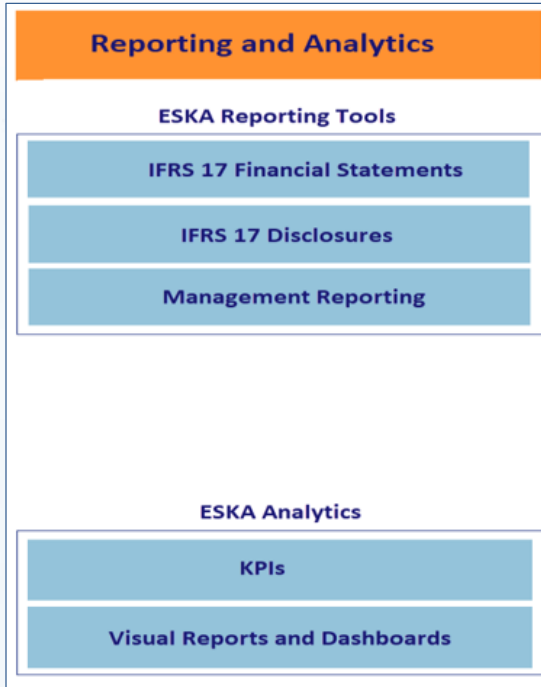 Reporting and Analytics
ESKA Reporting Tools
IFRS 17 Financial Statements
IFRS 17 Disclosures
Management Reporting
ESKA Analytics
KPIs
Visual Reports and Dashboards